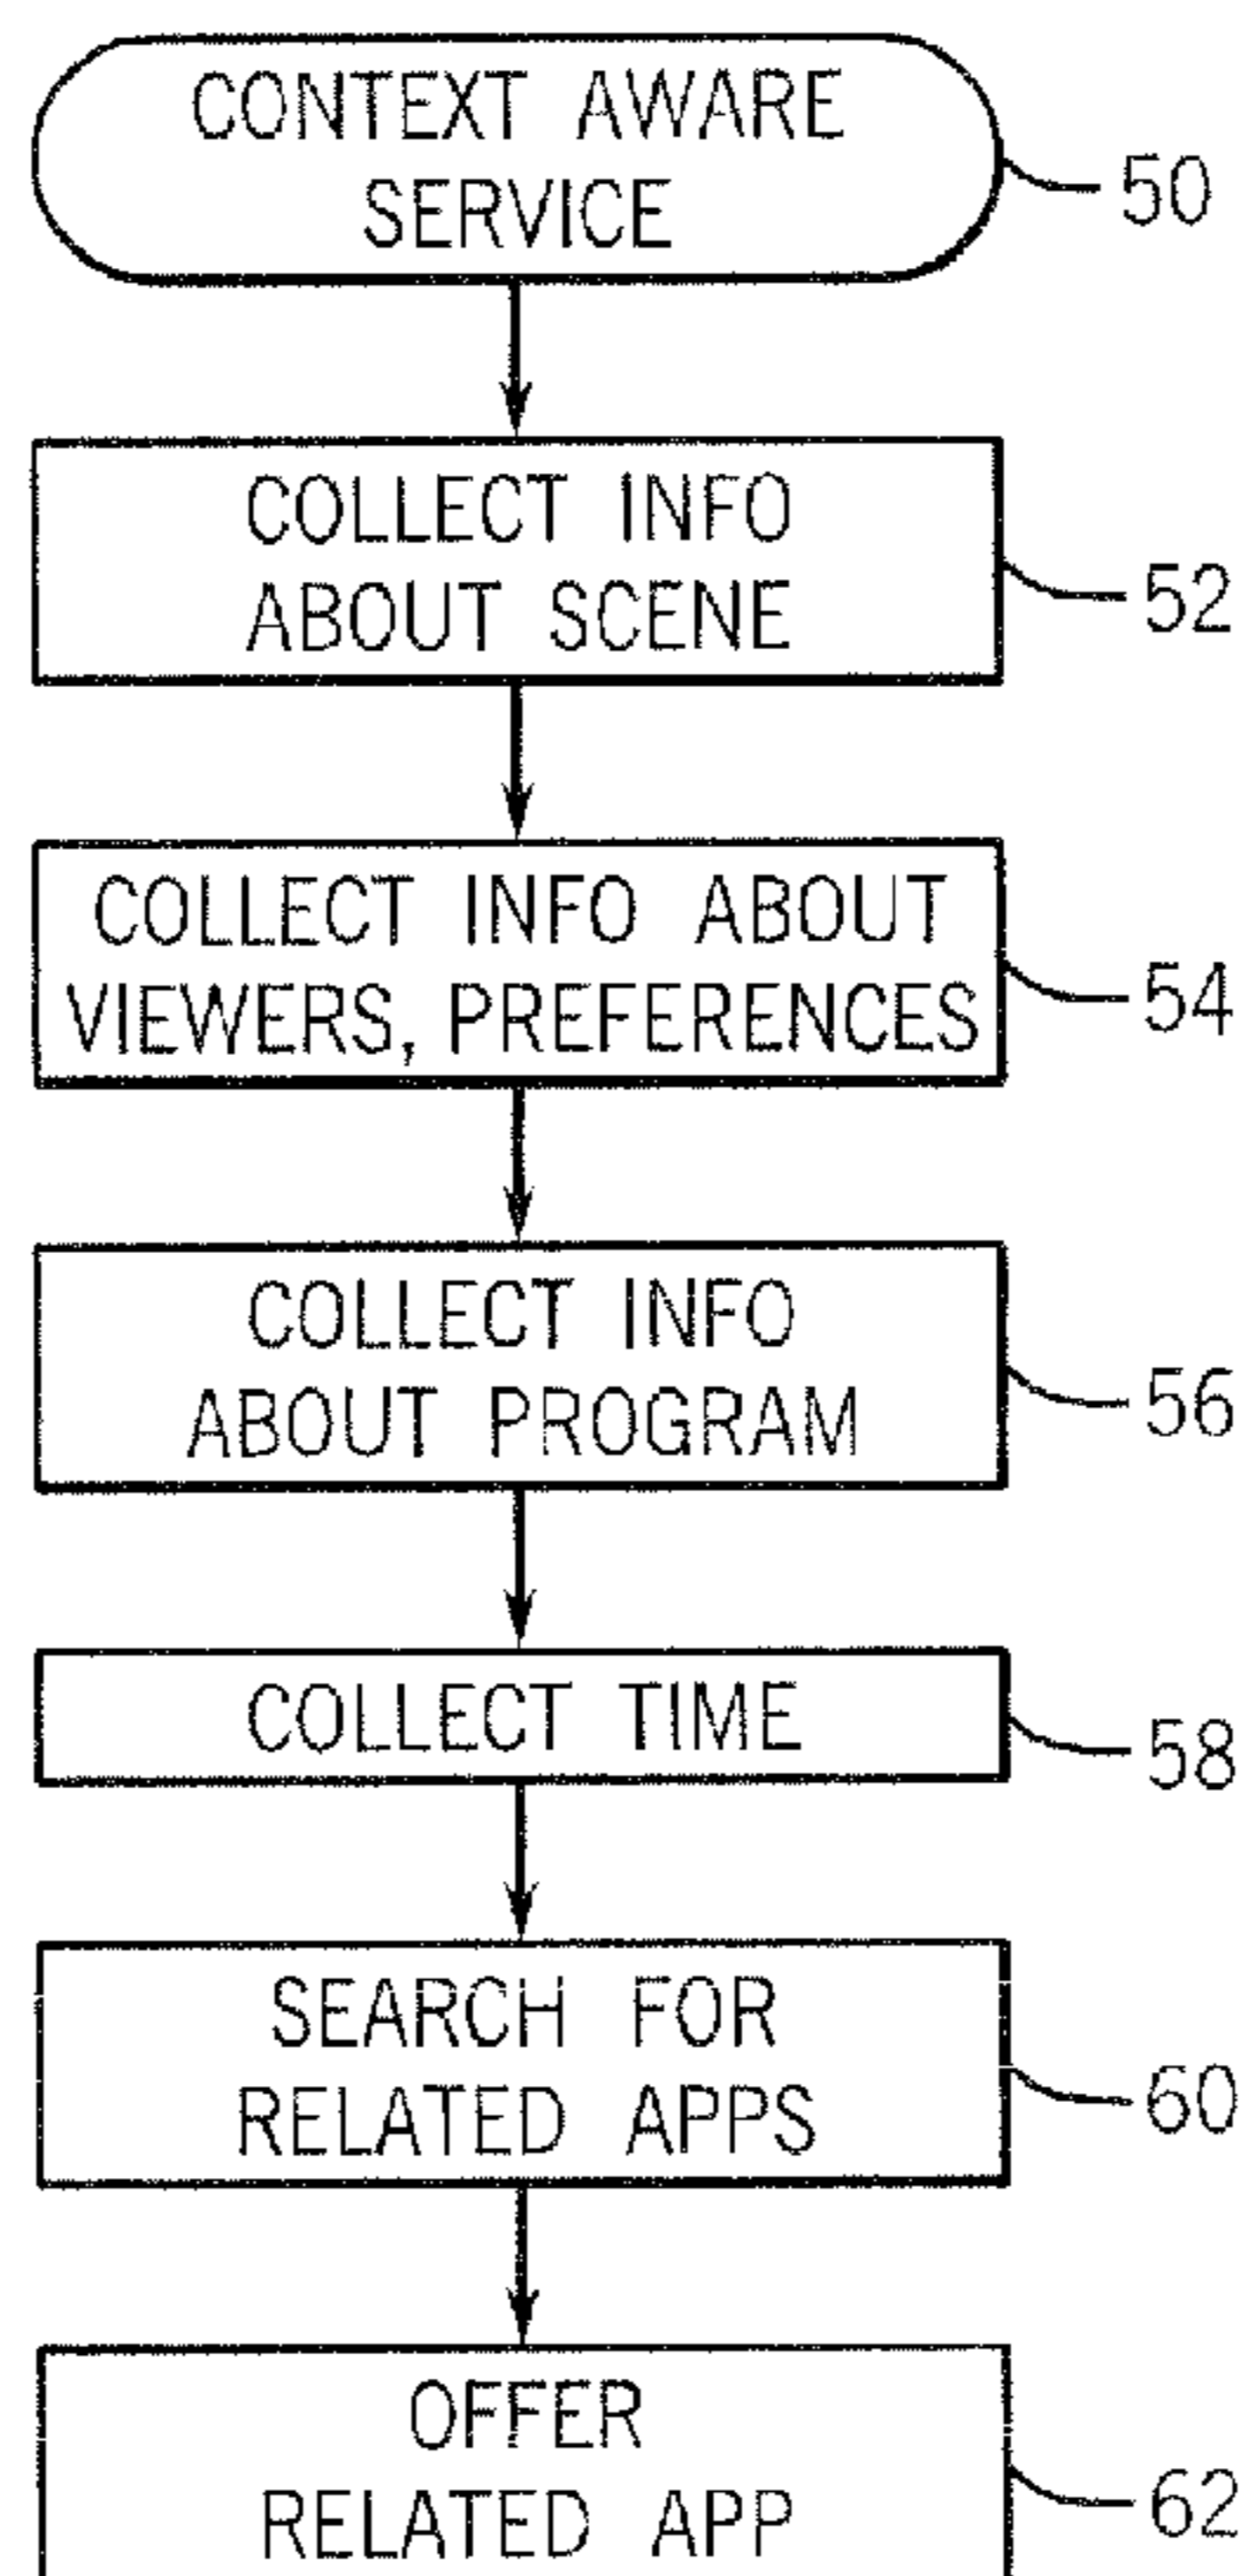 CONTEXT AWARE
SERVICE
50
COLLECT INFO
ABOUT SCENE
52
COLLECT INFO ABOUT
VIEWERS, PREFERENCES
54
COLLECT INFO
ABOUT PROGRAM
56
COLLECT TIME
58
SEARCH FOR
RELATED APPS
60
OFFER
RELATED APP
62